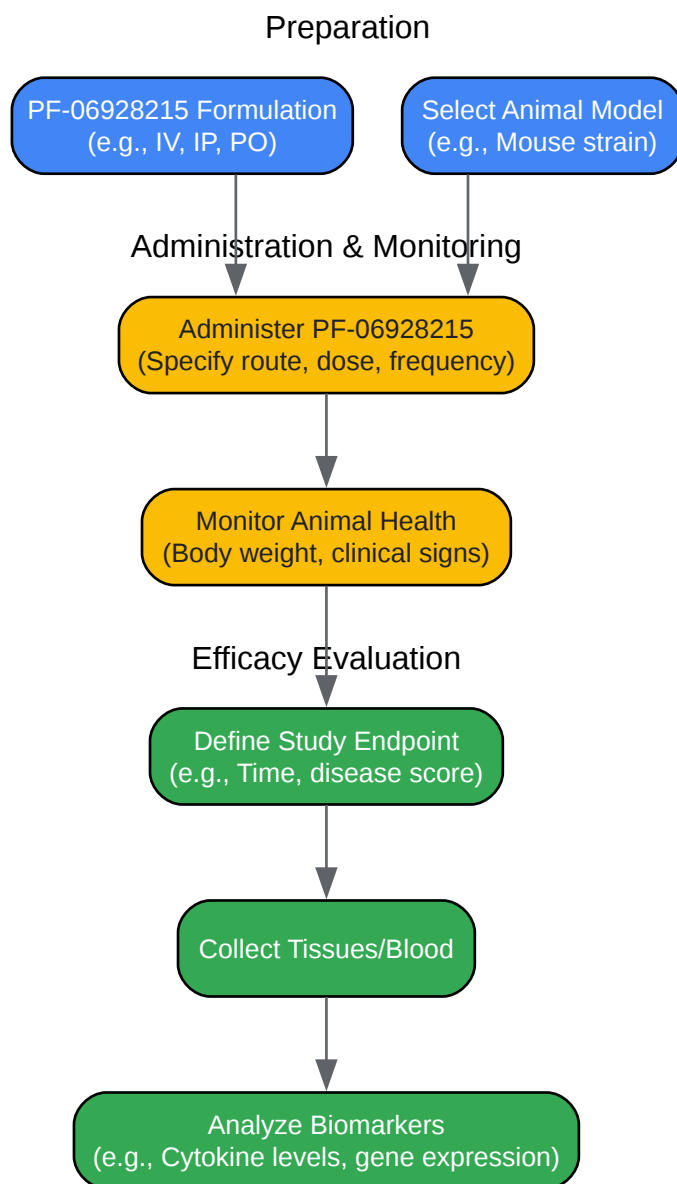 Preparation
PF-06928215 Formulation
(e.g., IV, IP, PO)
Select Animal Model
(e.g., Mouse strain)
Administration & Monitoring
Administer PF-06928215
(Specify route, dose, frequency)
Monitor Animal Health
(Body weight, clinical signs)
Efficacy Evaluation
Define Study Endpoint
(e.g., Time, disease score)
Collect Tissues/Blood
Analyze Biomarkers
(e.g., Cytokine levels, gene expression)